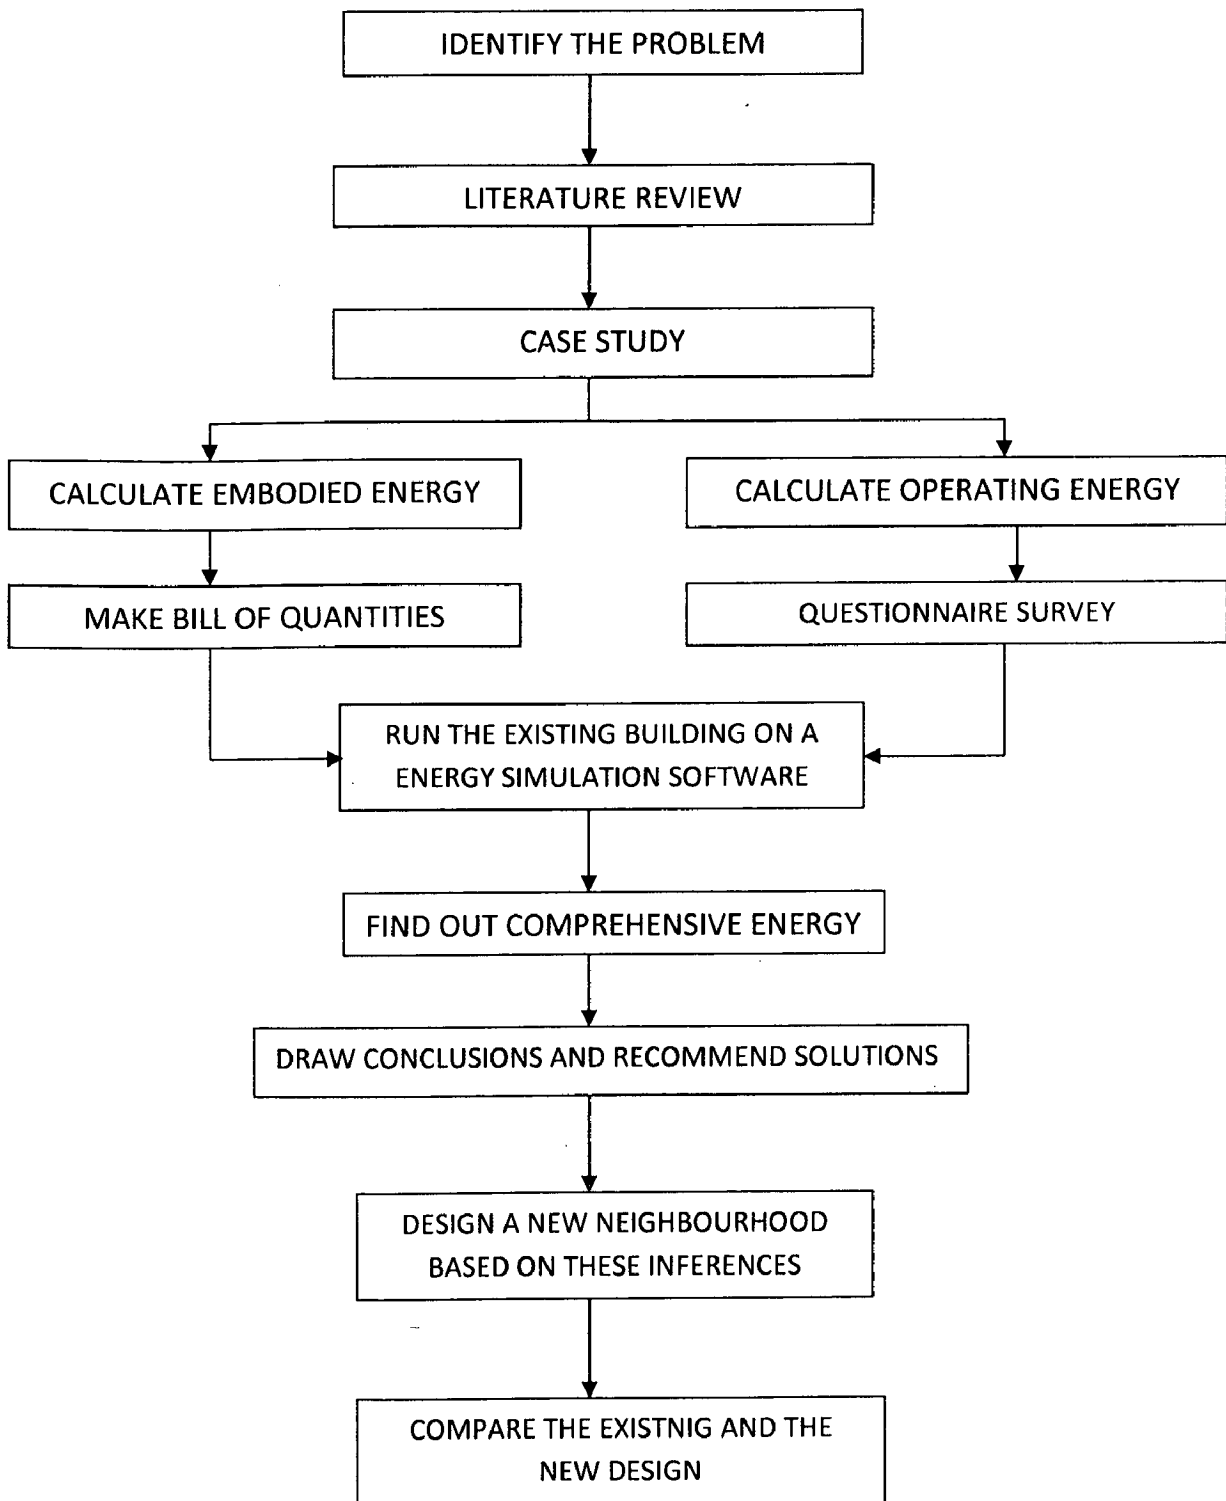 IDENTIFY THE PROBLEM
LITERATURE REVIEW
CASE STUDY
CALCULATE EMBODIED ENERGY
CALCULATE OPERATING ENERGY
MAKE BILL OF QUANTITIES
QUESTIONNAIRE SURVEY
RUN THE EXISTING BUILDING ON A
ENERGY SIMULATION SOFTWARE
FIND OUT COMPREHENSIVE ENERGY
DRAW CONCLUSIONS AND RECOMMEND SOLUTIONS
DESIGN A NEW NEIGHBOURHOOD
BASED ON THESE INFERENCES
COMPARE THE EXISTNIG AND THE
NEW DESIGN